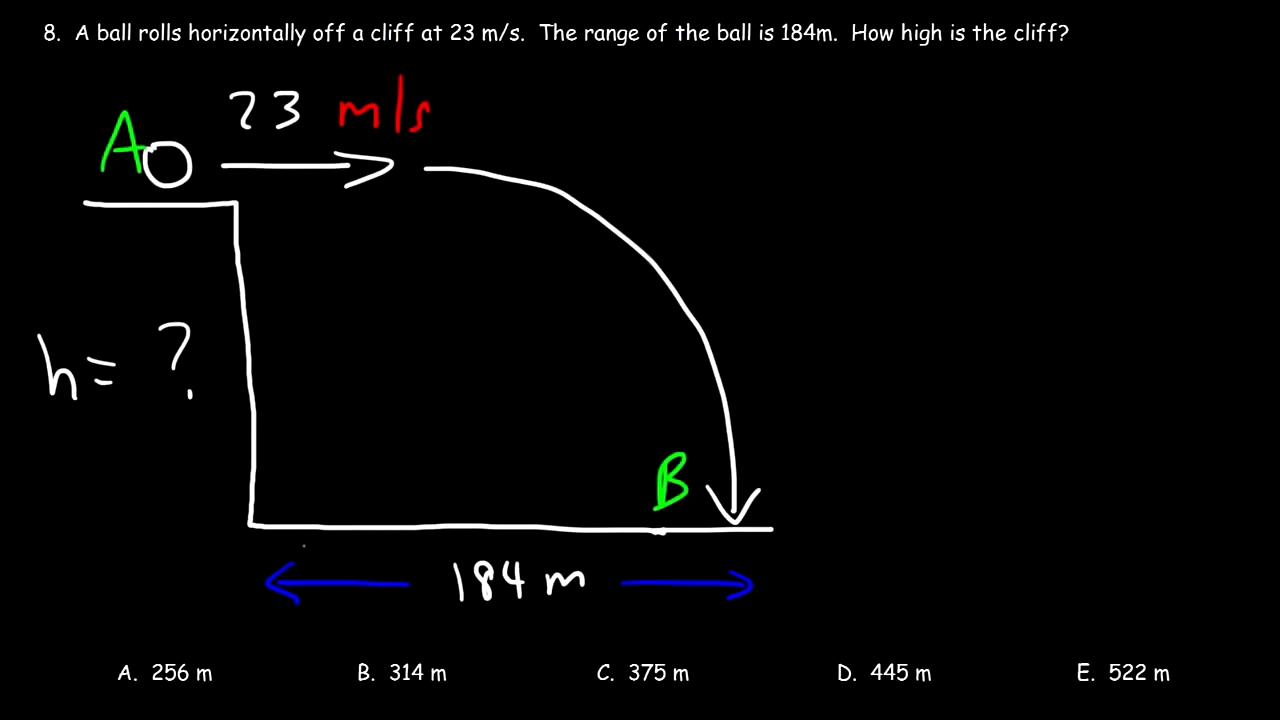 8. A ball rolls horizontally off a cliff at 23 m/s. The range of the ball is 184m. How high is the cliff?
23 m/s
A
h= ?
B
184 m
A. 256 m B. 314 m C. 375 m D. 445 m E. 522 m